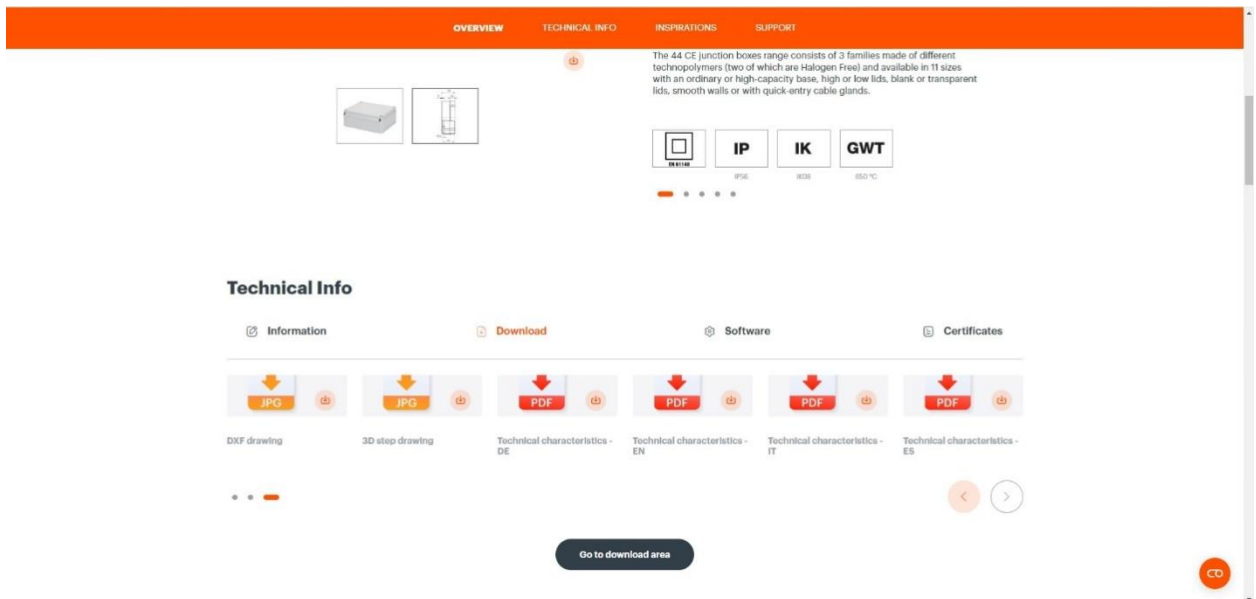 OVERVIEW TECHNICAL INFO INSPIRATIONS SUPPORT
The 44 CE junction boxes range consists of 3 families made of different
technopolymers (two of which are Halogen Free) and available in 11 sizes
with an ordinary or high-capacity base, high or low lids, blank or transparent
lids, smooth walls or with quick-entry cable glands.
IP IK GWT
EN 61140
IP56 IK08 650 °C
Technical Info
Information Download Software Certificates
JPG JPG PDF PDF PDF PDF
DXF drawing 3D step drawing Technical characteristics - Technical characteristics - Technical characteristics - Technical characteristics -
DE EN IT ES
Go to download area